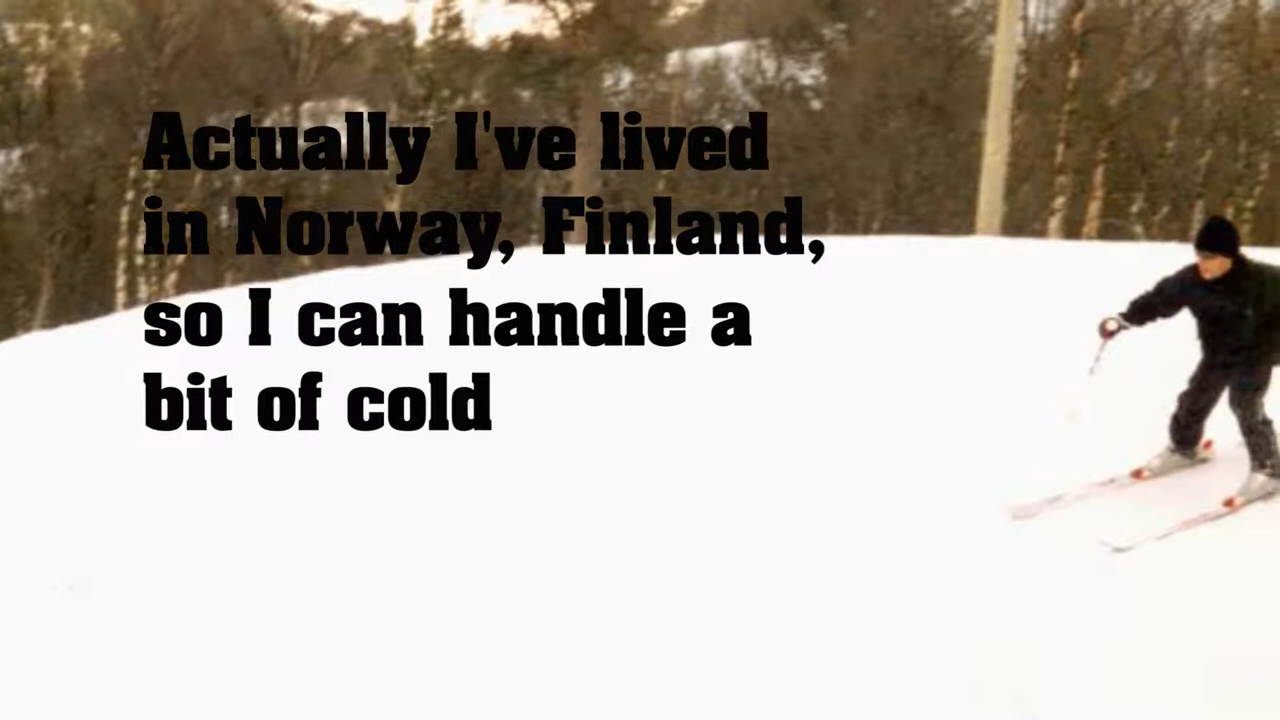 Actually I've lived
in Norway, Finland,
so I can handle a
bit of cold